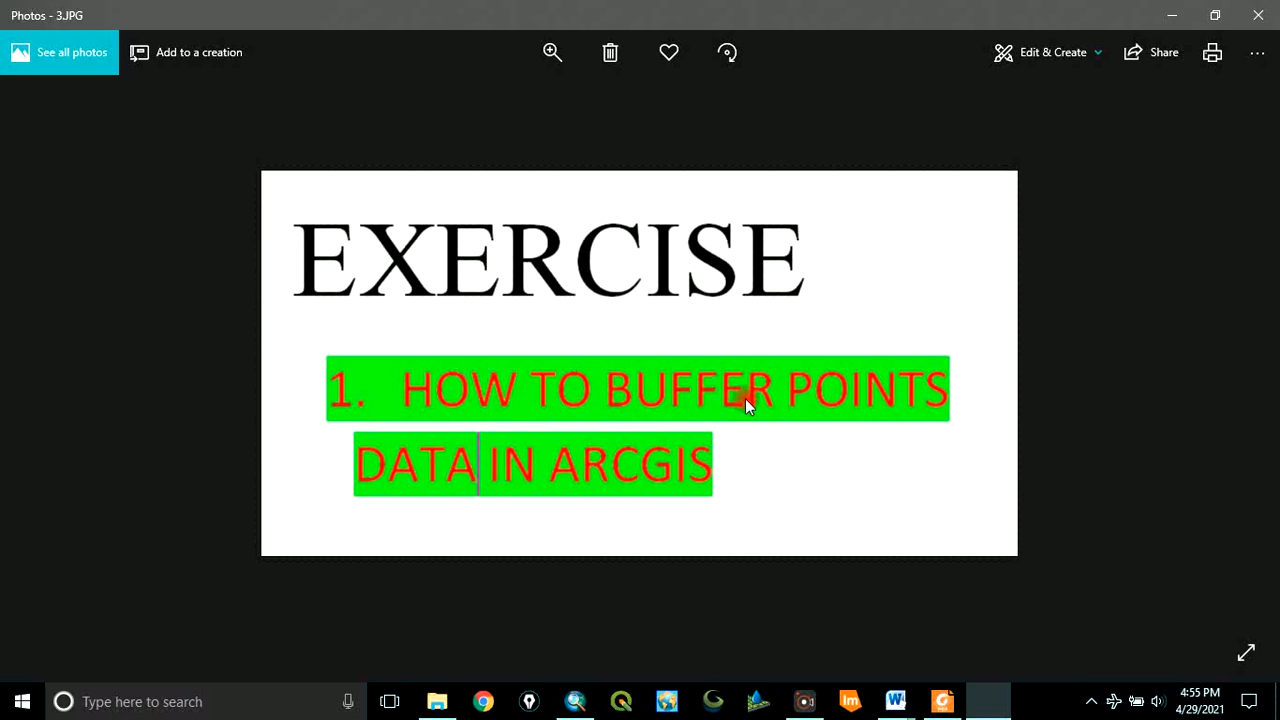 Photos - 3.JPG
See all photos
Add to a creation
Edit & Create
Share
EXERCISE
1. HOW TO BUFFER POINTS
DATA IN ARCGIS
Type here to search
Im
W
4:55 PM
4/29/2021